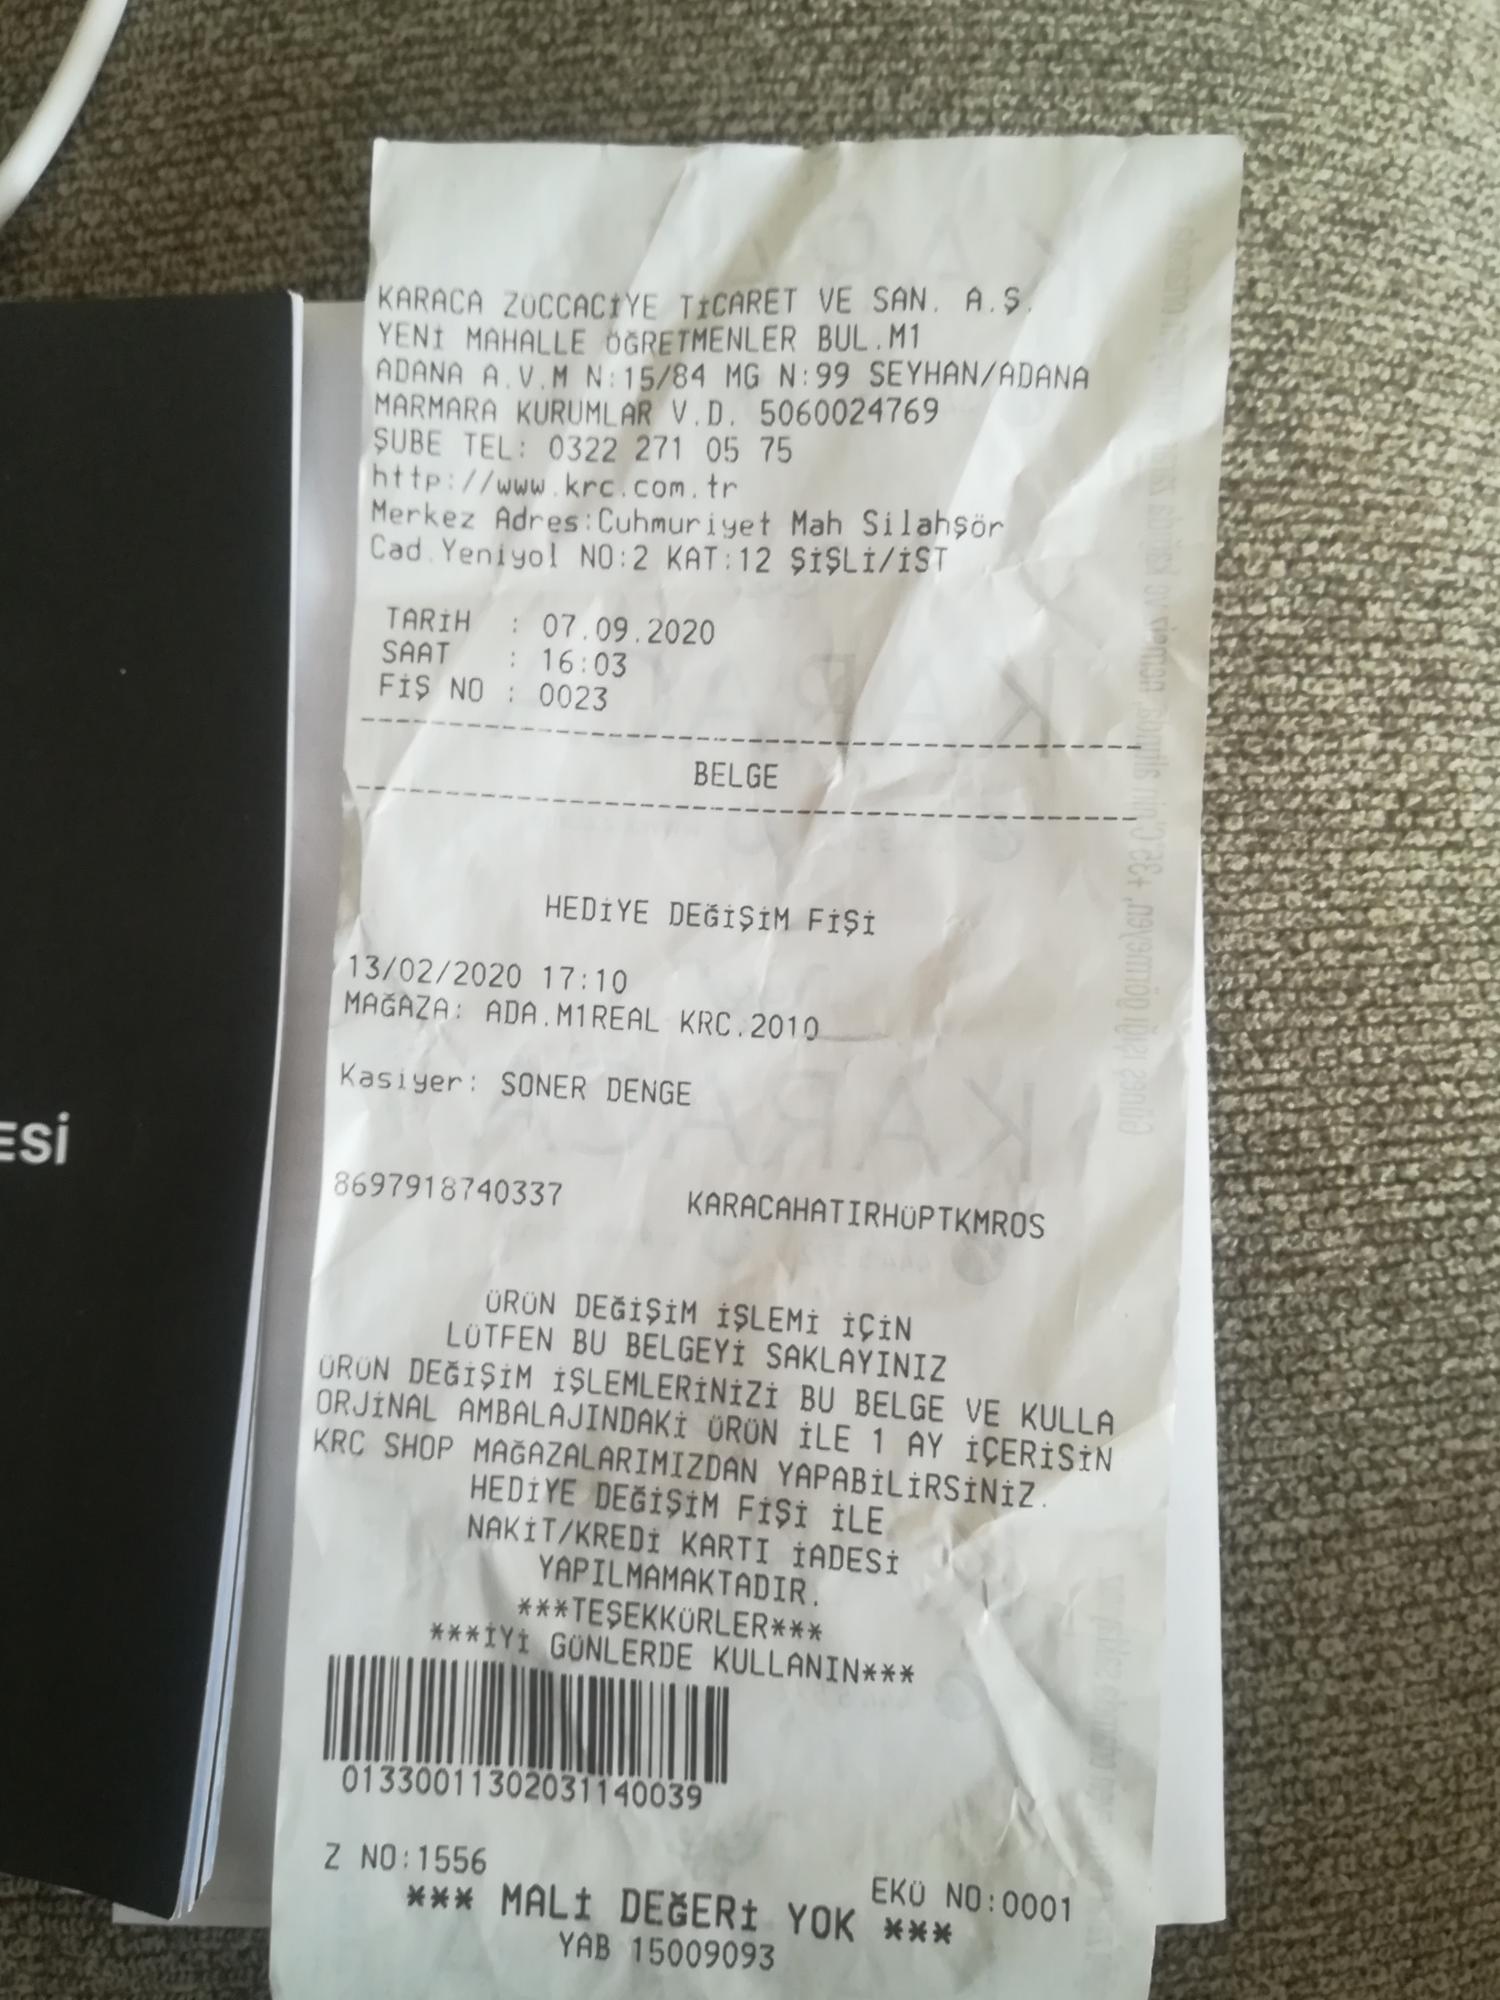 KARACA ZÜCCACİYE TİCARET VE SAN. A.Ş.
YENİ MAHALLE ÖĞRETMENLER BUL.M1
ADANA A.V.M N:15/84 MG N:99 SEYHAN/ADANA
MARMARA KURUMLAR V.D. 5060024769
ŞUBE TEL: 0322 271 05 75
http://www.krc.com.tr
Merkez Adres:Cuhmuriyet Mah Silahşör
Cad.Yeniyol NO:2 KAT:12 ŞİŞLİ/İST
TARİH : 07.09.2020
SAAT : 16:03
FİŞ NO : 0023
BELGE
HEDİYE DEĞİŞİM FİŞİ
13/02/2020 17:10
MAĞAZA: ADA.M1REAL KRC.2010
Kasiyer: SONER DENGE
8697918740337 KARACAHATIRHÜPTKMROS
ÜRÜN DEĞİŞİM İŞLEMİ İÇİN
LÜTFEN BU BELGEYİ SAKLAYINIZ
ÜRÜN DEĞİŞİM İŞLEMLERİNİZİ BU BELGE VE KULLA
ORJİNAL AMBALAJINDAKİ ÜRÜN İLE 1 AY İÇERİSİN
KRC SHOP MAĞAZALARIMIZDAN YAPABİLİRSİNİZ.
HEDİYE DEĞİŞİM FİŞİ İLE
NAKİT/KREDİ KARTI İADESİ
YAPILMAMAKTADIR.
***TEŞEKKÜRLER***
***İYİ GÜNLERDE KULLANIN***
01330011302031140039
Z NO:1556
EKÜ NO:0001
*** MALİ DEĞERİ YOK ***
YAB 15009093
ESİ